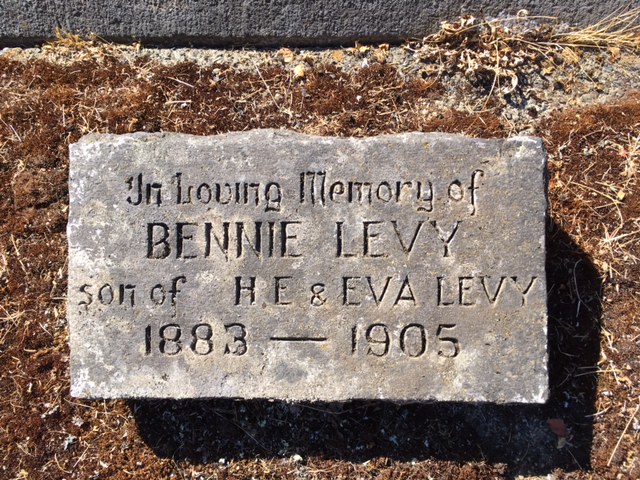 In Loving Memory of
BENNIE LEVY
son of H.E & EVA LEVY
1883 — 1905